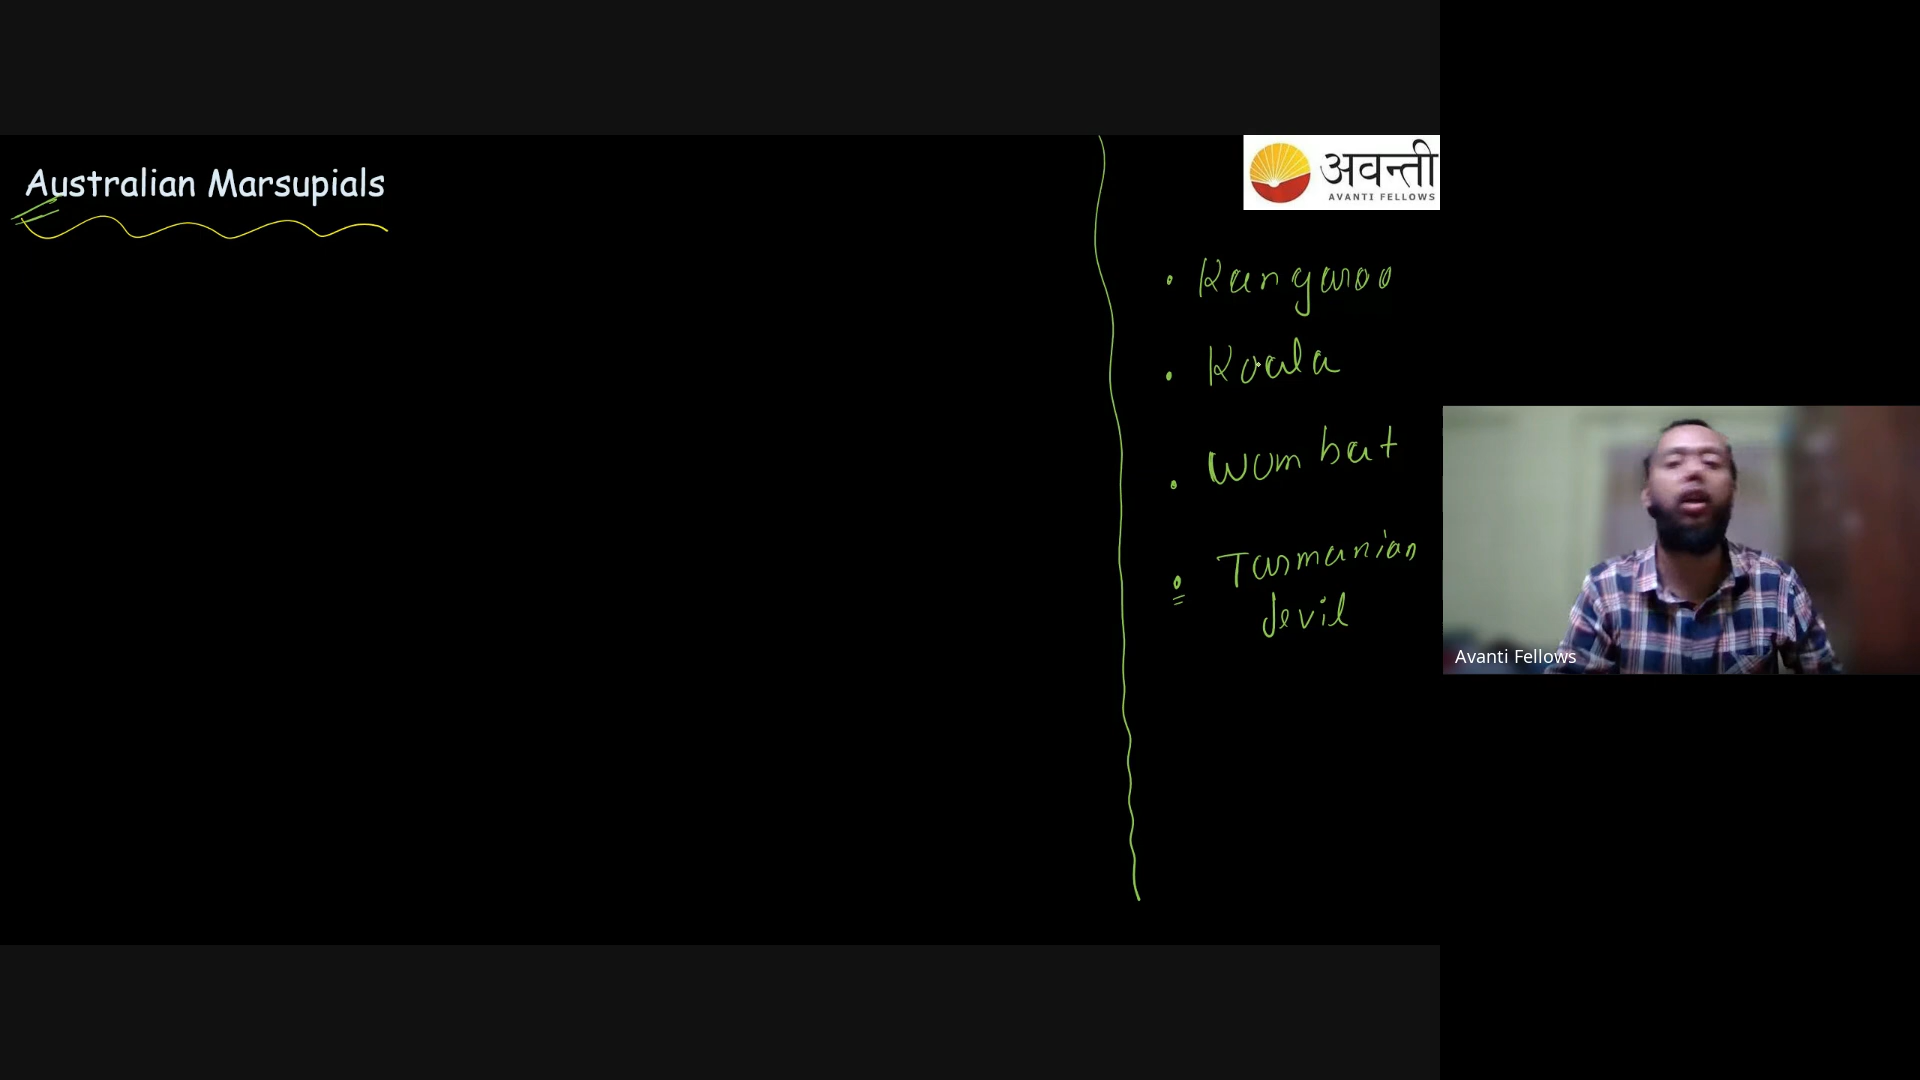 Australian Marsupials
अवन्ती
AVANTI FELLOWS
• Kangaroo
• Koala
• Wombat
• Tasmanian
devil
Avanti Fellows